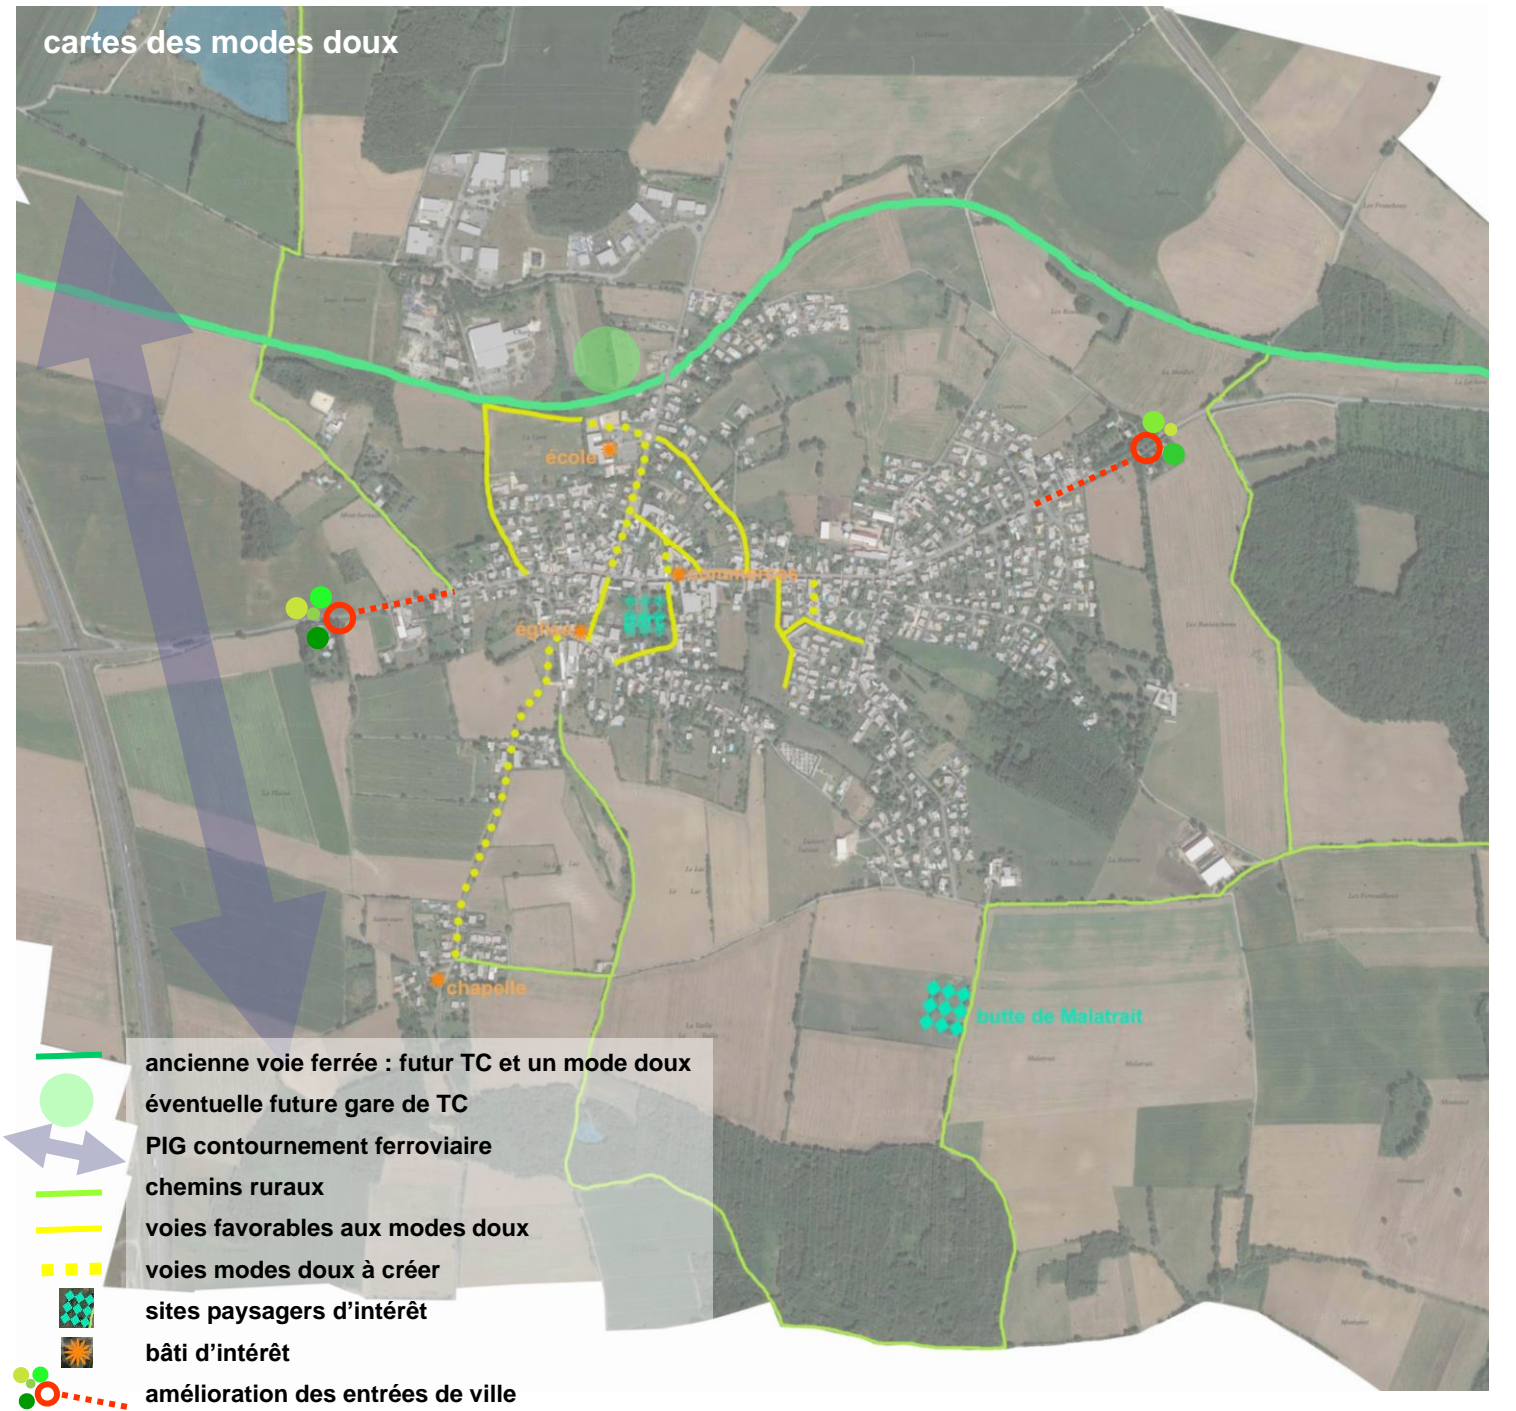 cartes des modes doux
école
commerces
église
chapelle
butte de Malatrait
ancienne voie ferrée : futur TC et un mode doux
éventuelle future gare de TC
PIG contournement ferroviaire
chemins ruraux
voies favorables aux modes doux
voies modes doux à créer
sites paysagers d’intérêt
bâti d’intérêt
amélioration des entrées de ville